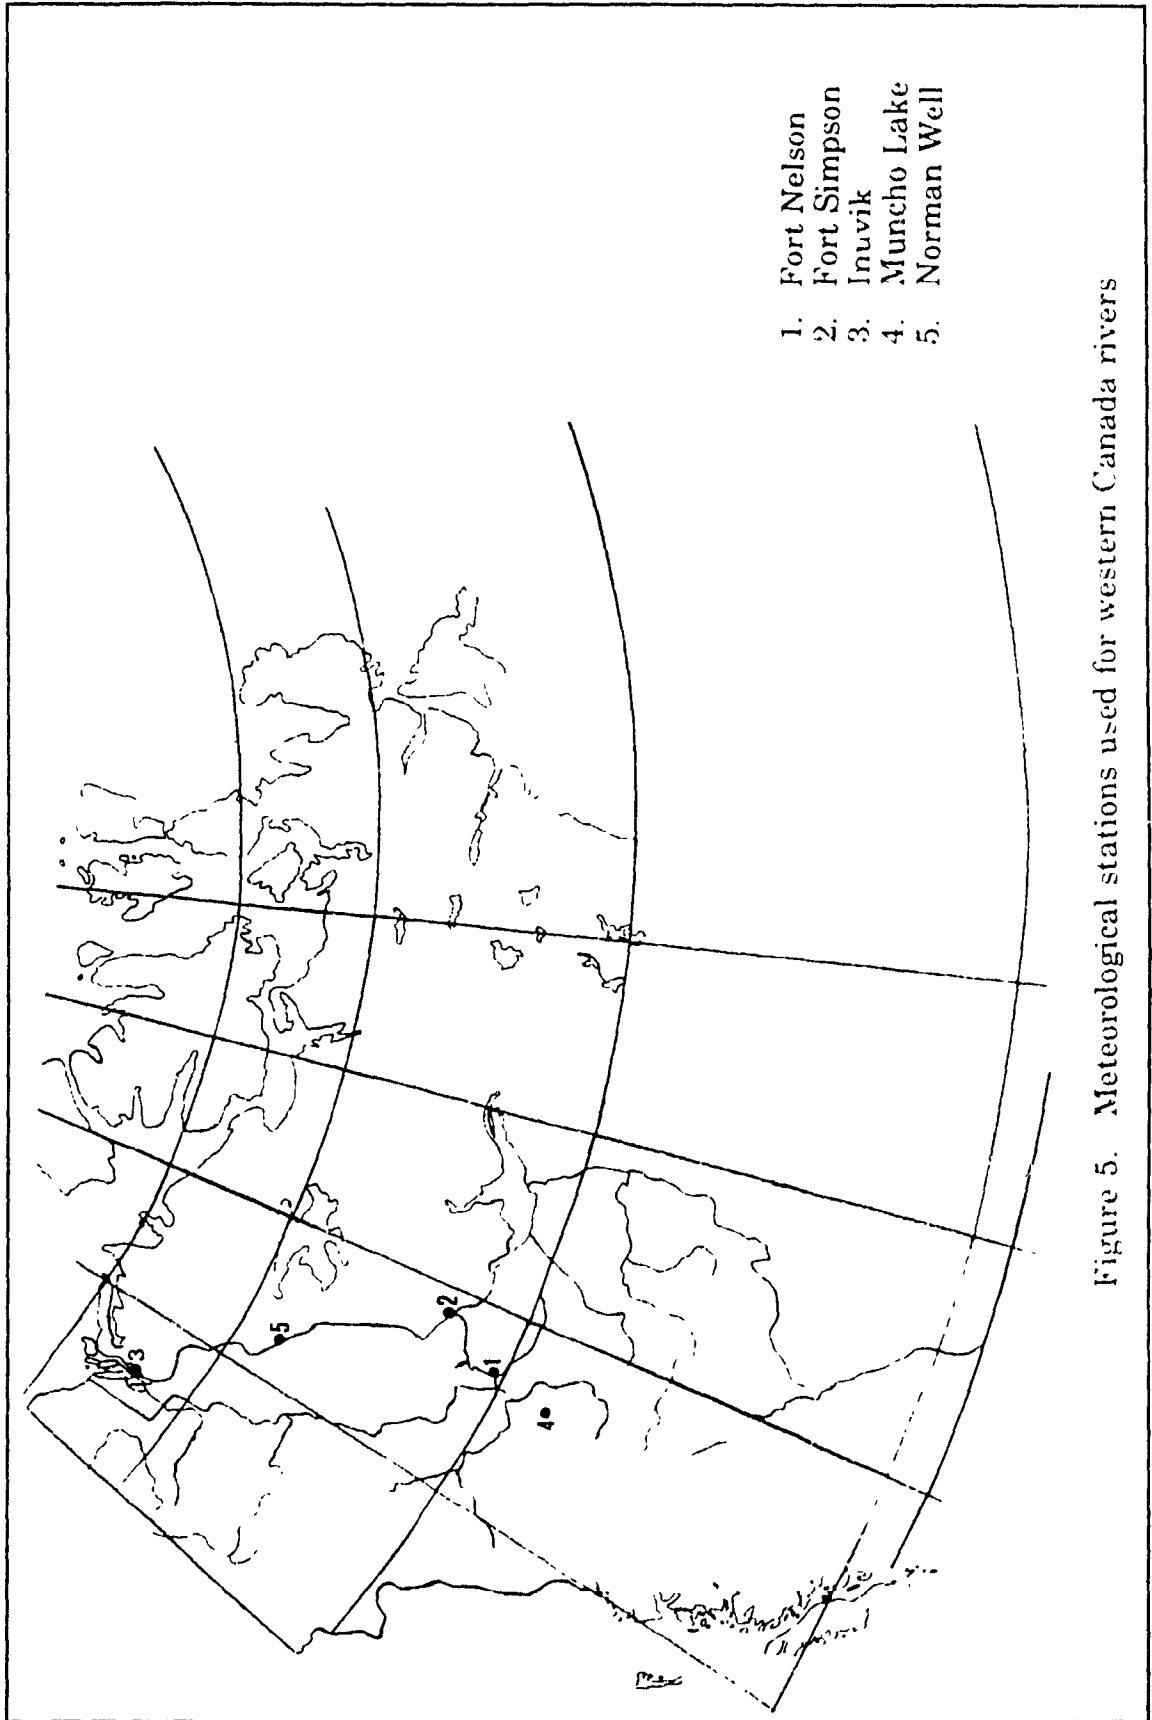 3
5
2
1
4
1. Fort Nelson
2. Fort Simpson
3. Inuvik
4. Muncho Lake
5. Norman Well
Figure 5. Meteorological stations used for western Canada rivers